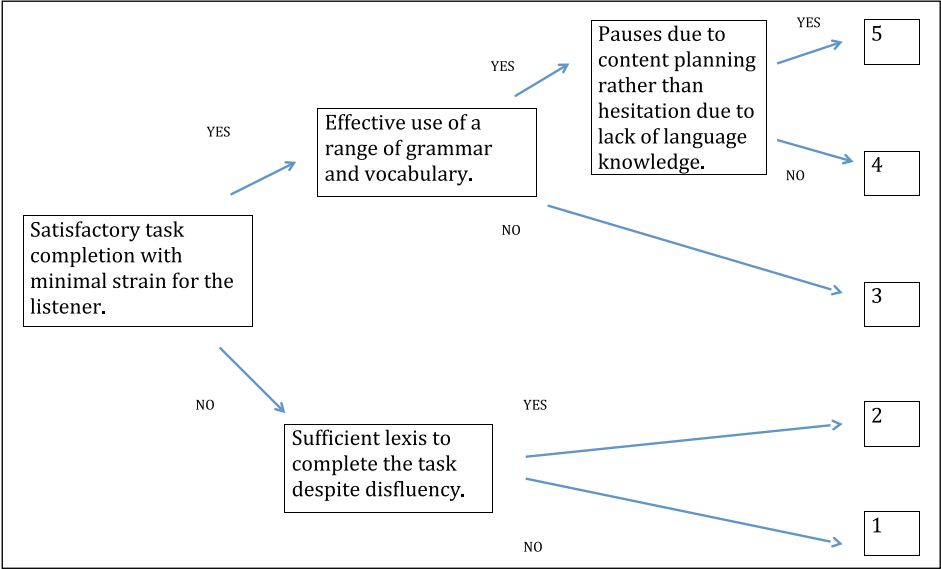 YES
5
Pauses due to
content planning
rather than
hesitation due to
lack of language
knowledge.
YES
Effective use of a
range of grammar
and vocabulary.
YES
4
NO
Satisfactory task
completion with
minimal strain for the
listener.
NO
3
NO
YES
2
Sufficient lexis to
complete the task
despite disfluency.
1
NO